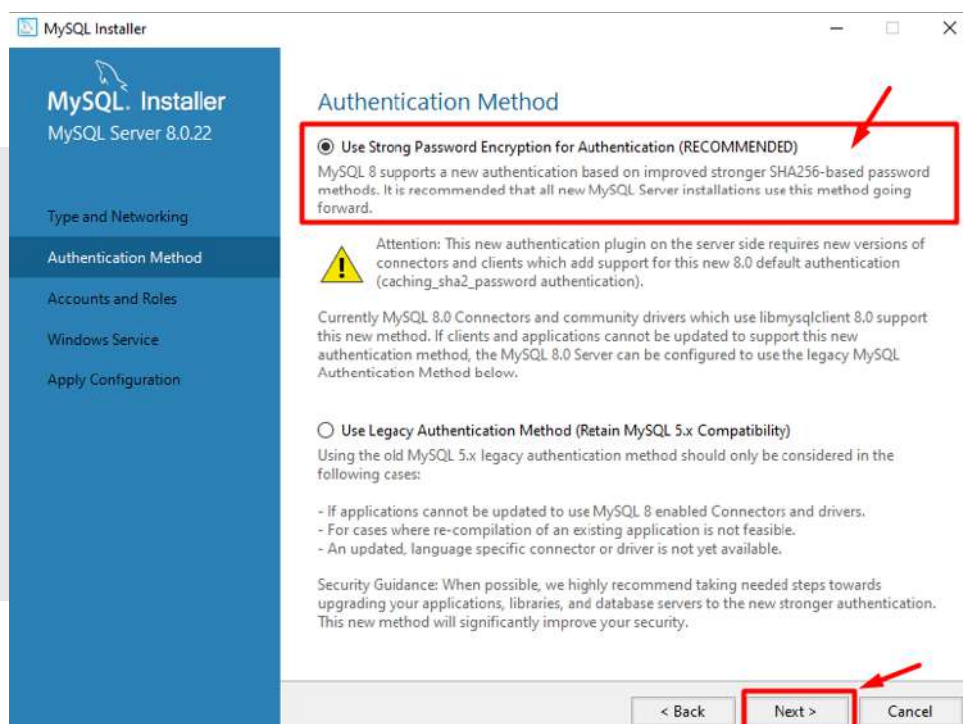 MySQL Installer
MySQL. Installer
MySQL Server 8.0.22
Type and Networking
Authentication Method
Accounts and Roles
Windows Service
Apply Configuration
Authentication Method
Use Strong Password Encryption for Authentication (RECOMMENDED)
MySQL 8 supports a new authentication based on improved stronger SHA256-based password
methods. It is recommended that all new MySQL Server installations use this method going
forward.
Attention: This new authentication plugin on the server side requires new versions of
connectors and clients which add support for this new 8.0 default authentication
(caching_sha2_password authentication).
Currently MySQL 8.0 Connectors and community drivers which use libmysqlclient 8.0 support
this new method. If clients and applications cannot be updated to support this new
authentication method, the MySQL 8.0 Server can be configured to use the legacy MySQL
Authentication Method below.
Use Legacy Authentication Method (Retain MySQL 5.x Compatibility)
Using the old MySQL 5.x legacy authentication method should only be considered in the
following cases:
- If applications cannot be updated to use MySQL 8 enabled Connectors and drivers.
- For cases where re-compilation of an existing application is not feasible.
- An updated, language specific connector or driver is not yet available.
Security Guidance: When possible, we highly recommend taking needed steps towards
upgrading your applications, libraries, and database servers to the new stronger authentication.
This new method will significantly improve your security.
< Back
Next >
Cancel